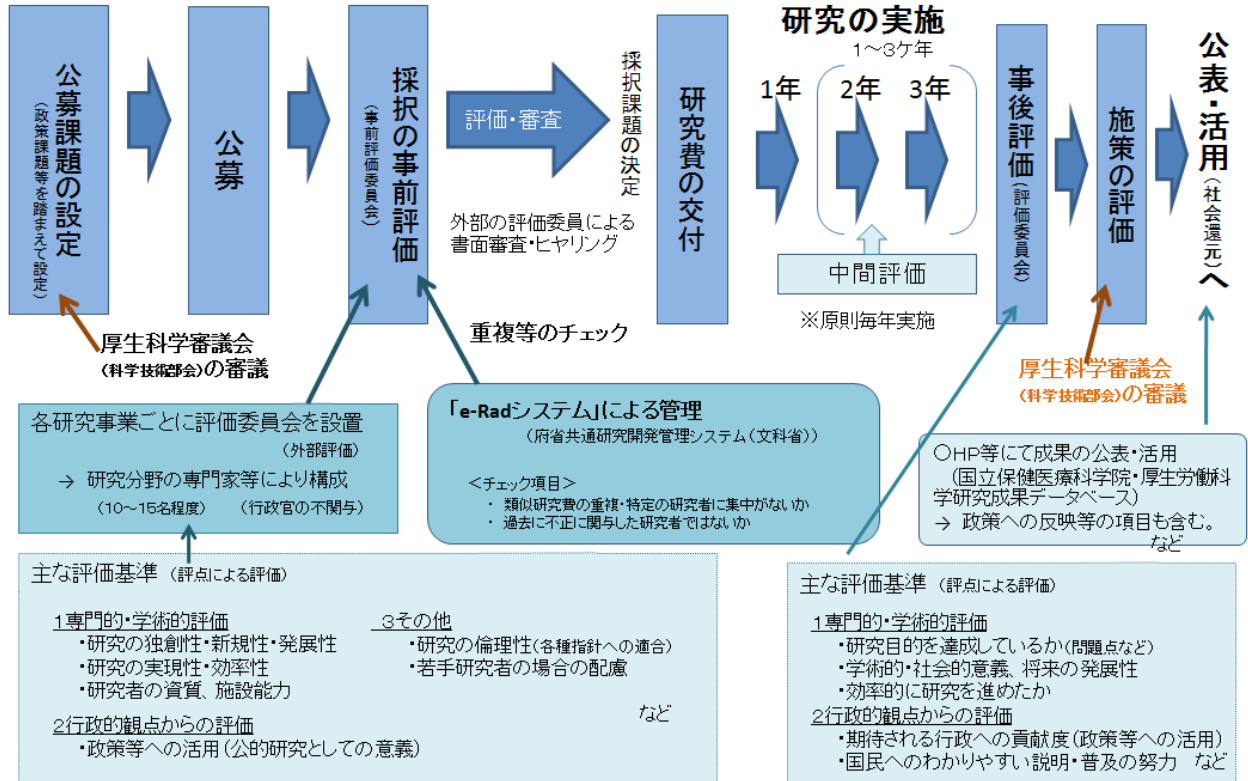 公募課題の設定
(政策課題等を踏まえて設定)
公募
採択の事前評価
(事前評価委員会)
評価・審査
採択課題の決定
外部の評価委員による
書面審査・ヒヤリング
研究費の交付
研究の実施
1～3ケ年
1年
2年
3年
中間評価
※原則毎年実施
事後評価(評価委員会)
施策の評価
公表・活用(社会還元)へ
厚生科学審議会
(科学技術部会)の審議
重複等のチェック
厚生科学審議会
(科学技術部会)の審議
各研究事業ごとに評価委員会を設置
(外部評価)
→ 研究分野の専門家等により構成
(10～15名程度) (行政官の不関与)
「e-Radシステム」による管理
(府省共通研究開発管理システム(文科省))
＜チェック項目＞
・ 類似研究費の重複・特定の研究者に集中がないか
・ 過去に不正に関与した研究者ではないか
○HP等にて成果の公表・活用
(国立保健医療科学院・厚生労働科
学研究成果データベース)
→ 政策への反映等の項目も含む。
など
主な評価基準 (評点による評価)
1専門的・学術的評価
・研究の独創性・新規性・発展性
・研究の実現性・効率性
・研究者の資質、施設能力
2行政的観点からの評価
・政策等への活用(公的研究としての意義)
3その他
・研究の倫理性(各種指針への適合)
・若手研究者の場合の配慮
など
主な評価基準 (評点による評価)
1専門的・学術的評価
・研究目的を達成しているか(問題点など)
・学術的・社会的意義、将来の発展性
・効率的に研究を進めたか
2行政的観点からの評価
・期待される行政への貢献度(政策等への活用)
・国民へのわかりやすい説明・普及の努力 など